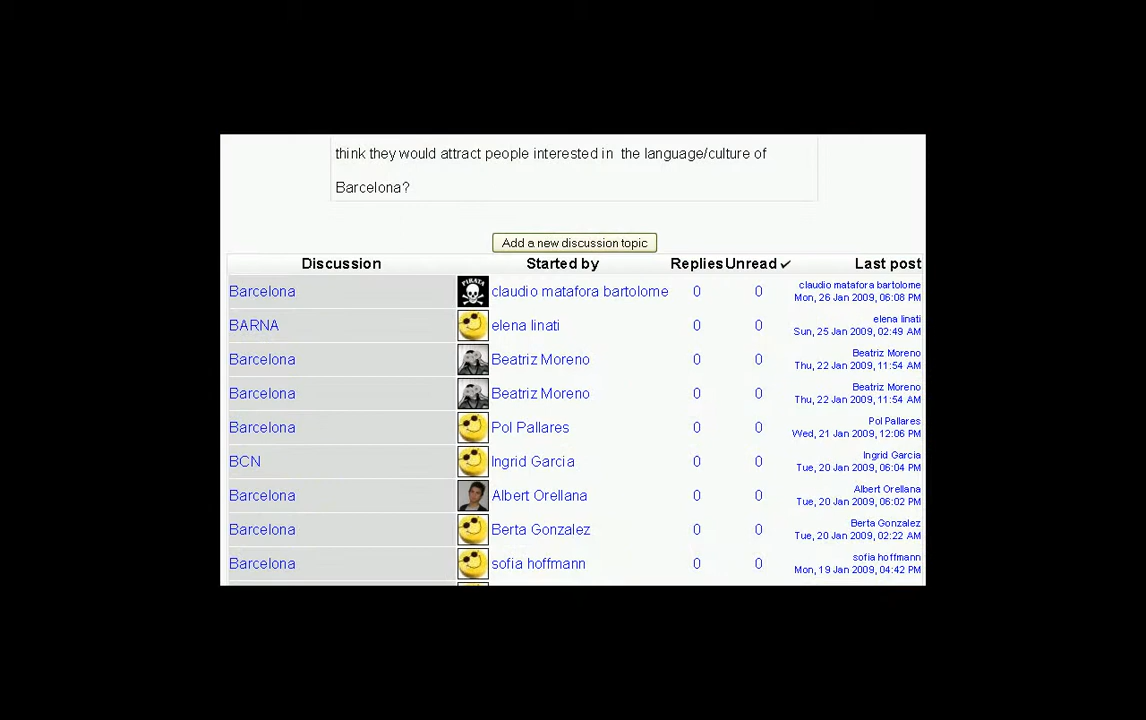 think they would attract people interested in the language/culture of
Barcelona?
Add a new discussion topic
Discussion Started by Replies Unread ✓ Last post
Barcelona PIRATA claudio matafora bartolome 0 0 claudio matafora bartolome
Mon, 26 Jan 2009, 06:08 PM
BARNA elena linati 0 0 elena linati
Sun, 25 Jan 2009, 02:49 AM
Barcelona Beatriz Moreno 0 0 Beatriz Moreno
Thu, 22 Jan 2009, 11:54 AM
Barcelona Beatriz Moreno 0 0 Beatriz Moreno
Thu, 22 Jan 2009, 11:54 AM
Barcelona Pol Pallares 0 0 Pol Pallares
Wed, 21 Jan 2009, 12:06 PM
BCN Ingrid Garcia 0 0 Ingrid Garcia
Tue, 20 Jan 2009, 06:04 PM
Barcelona Albert Orellana 0 0 Albert Orellana
Tue, 20 Jan 2009, 06:02 PM
Barcelona Berta Gonzalez 0 0 Berta Gonzalez
Tue, 20 Jan 2009, 02:22 AM
Barcelona sofia hoffmann 0 0 sofia hoffmann
Mon, 19 Jan 2009, 04:42 PM